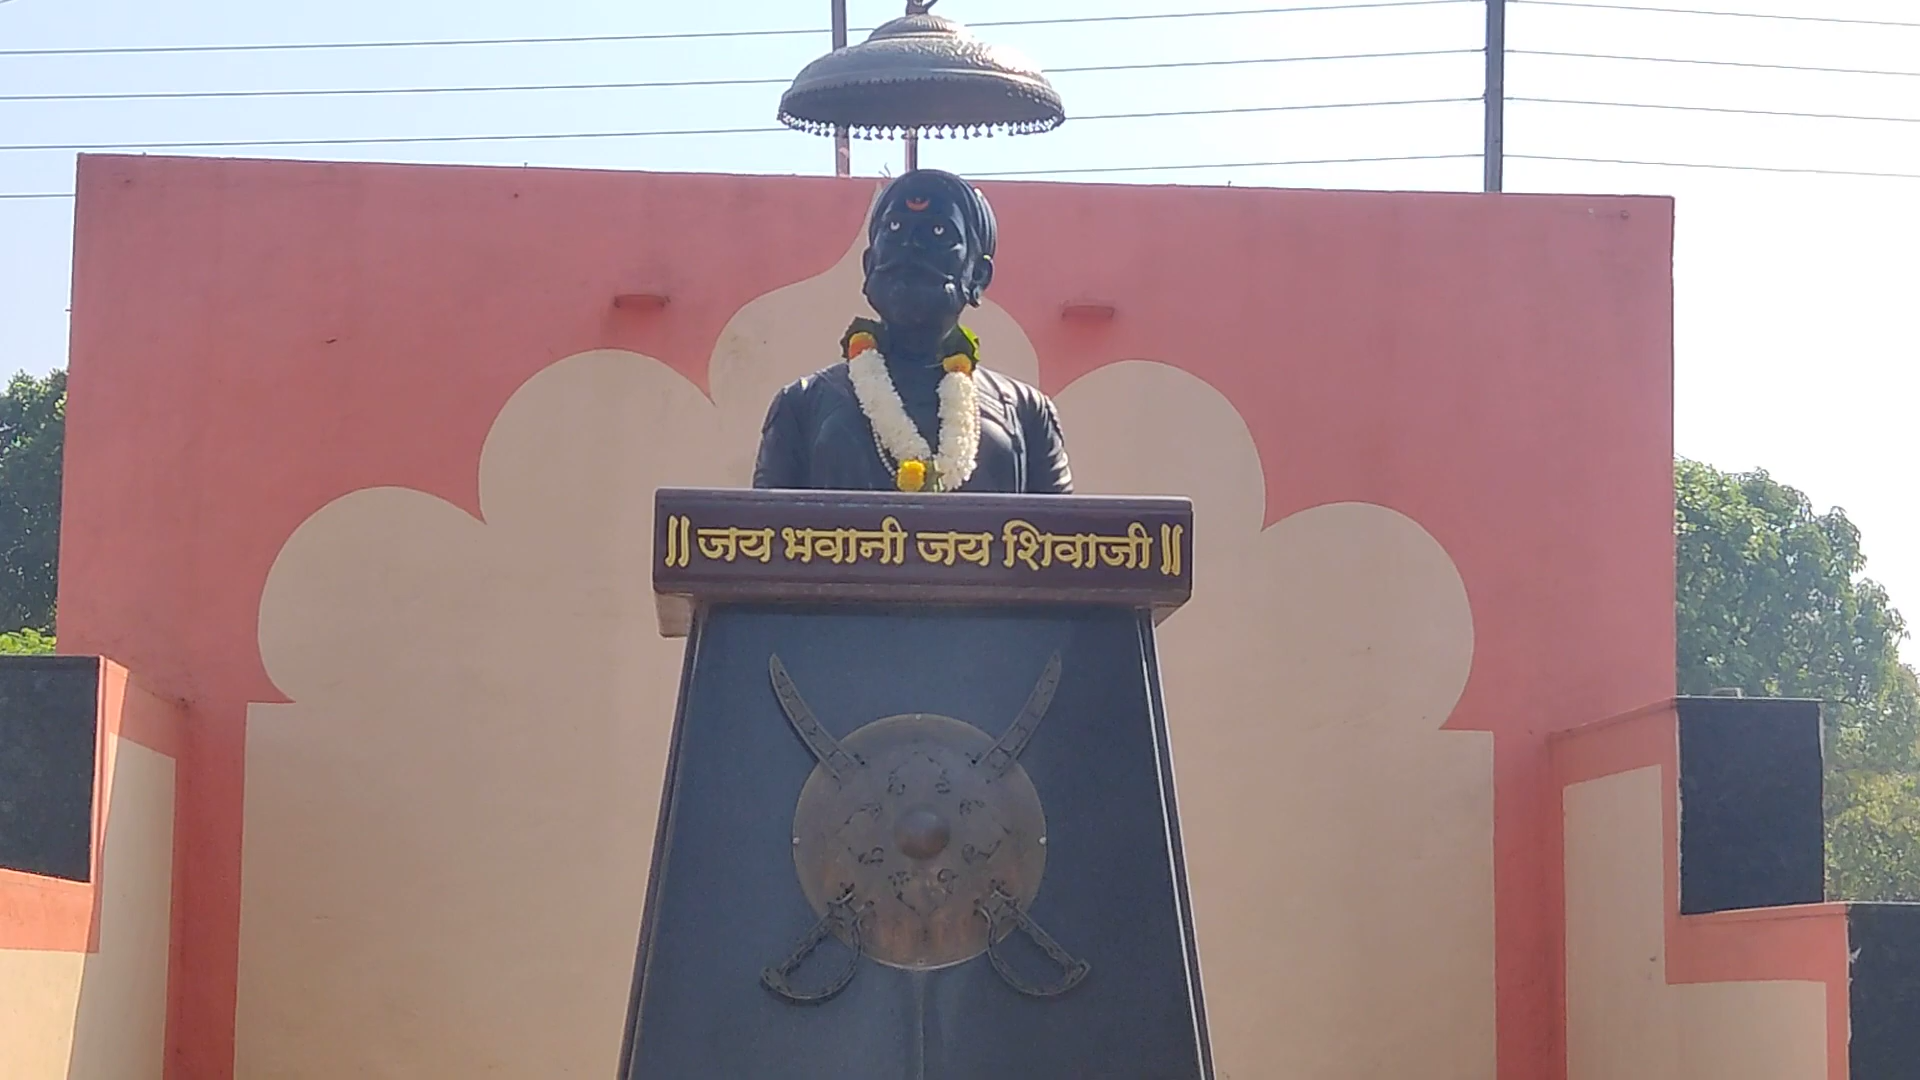 ॥ जय भवानी जय शिवाजी ॥